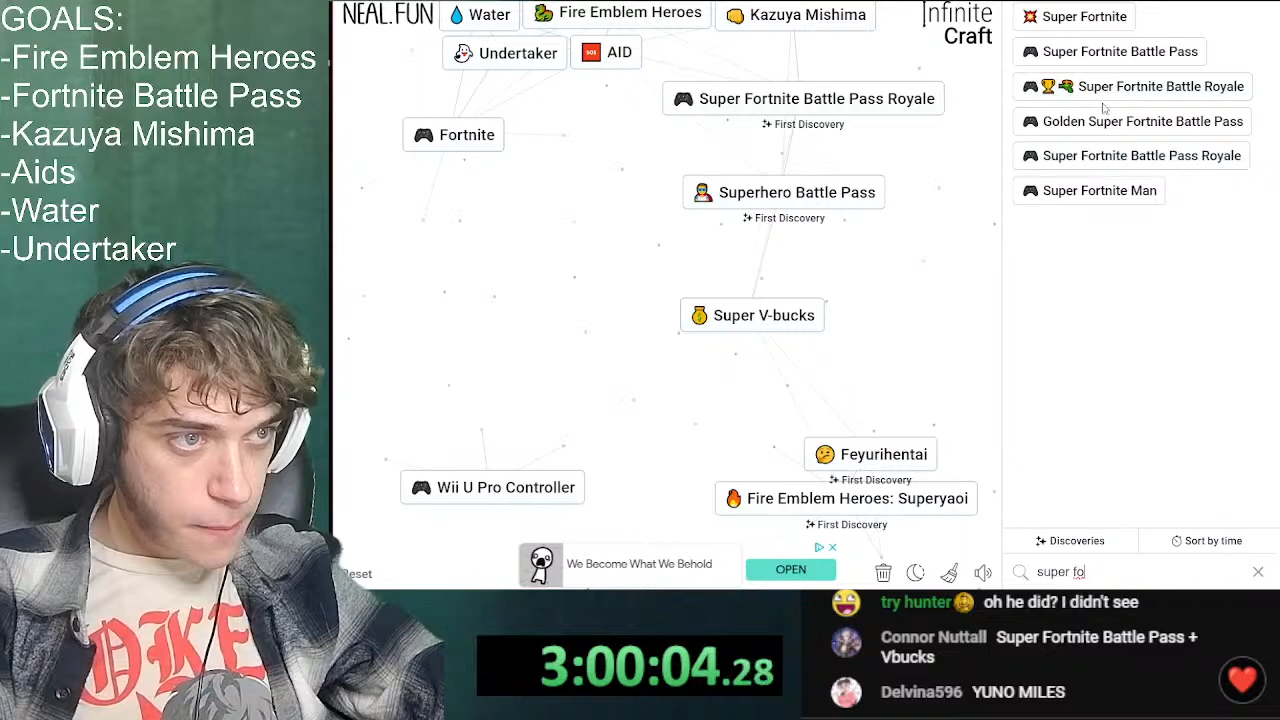 GOALS:
-Fire Emblem Heroes
-Fortnite Battle Pass
-Kazuya Mishima
-Aids
-Water
-Undertaker
NEAL.FUN
Water
Fire Emblem Heroes
Kazuya Mishima
Infinite
Craft
Undertaker
SOS
AID
Super Fortnite Battle Pass Royale
First Discovery
Fortnite
Superhero Battle Pass
First Discovery
Super V-bucks
Feyurihentai
First Discovery
Wii U Pro Controller
Fire Emblem Heroes: Superyaoi
First Discovery
We Become What We Behold
OPEN
eset
Super Fortnite
Super Fortnite Battle Pass
Super Fortnite Battle Royale
Golden Super Fortnite Battle Pass
Super Fortnite Battle Pass Royale
Super Fortnite Man
Discoveries
Sort by time
super fo
3:00:04.28
try hunter oh he did? I didn't see
Connor Nuttall Super Fortnite Battle Pass +
Vbucks
Delvina596 YUNO MILES